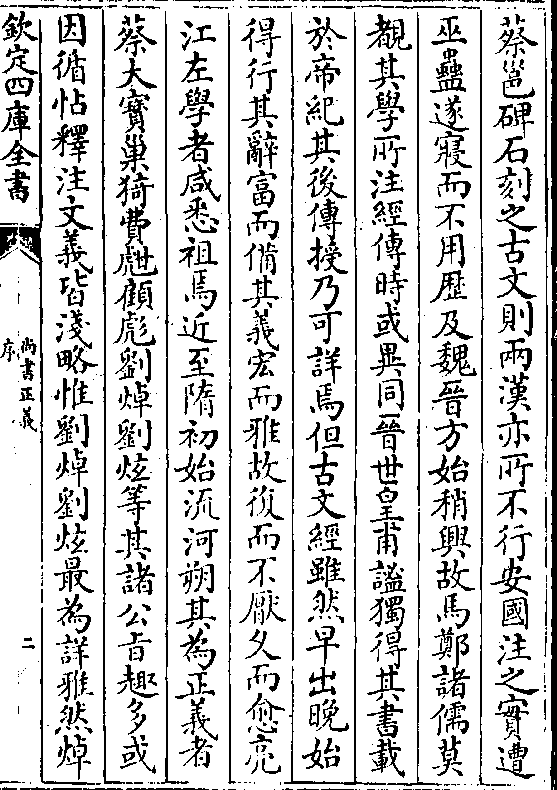 蔡邕碑石刻之古文則兩漢亦所不行安國注之實遭
巫蠱遂寢而不用歴及魏晉方始稍興故馬鄭諸儒莫
覩其學所注經傳時或異同晉世皇甫謐獨得其書載
於帝紀其後傳授乃可詳焉但古文經雖然早出晚始
得行其辭富而備其義宏而雅故復而不厭久而愈亮
江左學者咸悉祖焉近至隋初始流河朔其為正義者
蔡大寳巢猗費甝顧彪劉焯劉炫等其諸公㫖趣多或
因循帖釋注文義皆淺略惟劉焯劉炫最為詳雅然焯
欽定四庫全書
尚書正義
序
二